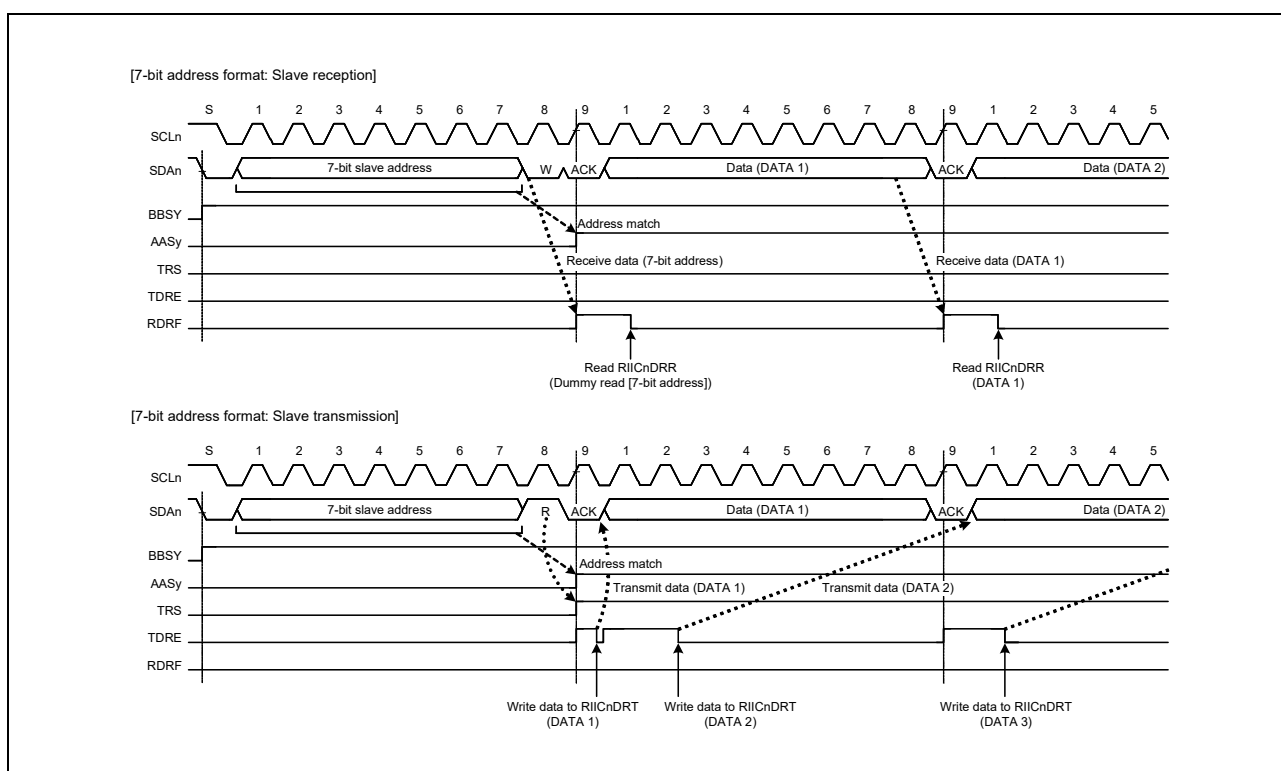 [7-bit address format: Slave reception]
S 1 2 3 4 5 6 7 8 9 1 2 3 4 5 6 7 8 9 1 2 3 4 5
SCLn
SDAn 7-bit slave address W ACK Data (DATA 1) ACK Data (DATA 2)
BBSY
Address match
AASy
Receive data (7-bit address) Receive data (DATA 1)
TRS
TDRE
RDRF
Read RIICnDRR Read RIICnDRR
(Dummy read [7-bit address]) (DATA 1)
[7-bit address format: Slave transmission]
S 1 2 3 4 5 6 7 8 9 1 2 3 4 5 6 7 8 9 1 2 3 4 5
SCLn
SDAn 7-bit slave address R ACK Data (DATA 1) ACK Data (DATA 2)
BBSY
Address match
AASy
Transmit data (DATA 1) Transmit data (DATA 2)
TRS
TDRE
RDRF
Write data to RIICnDRT Write data to RIICnDRT Write data to RIICnDRT
(DATA 1) (DATA 2) (DATA 3)